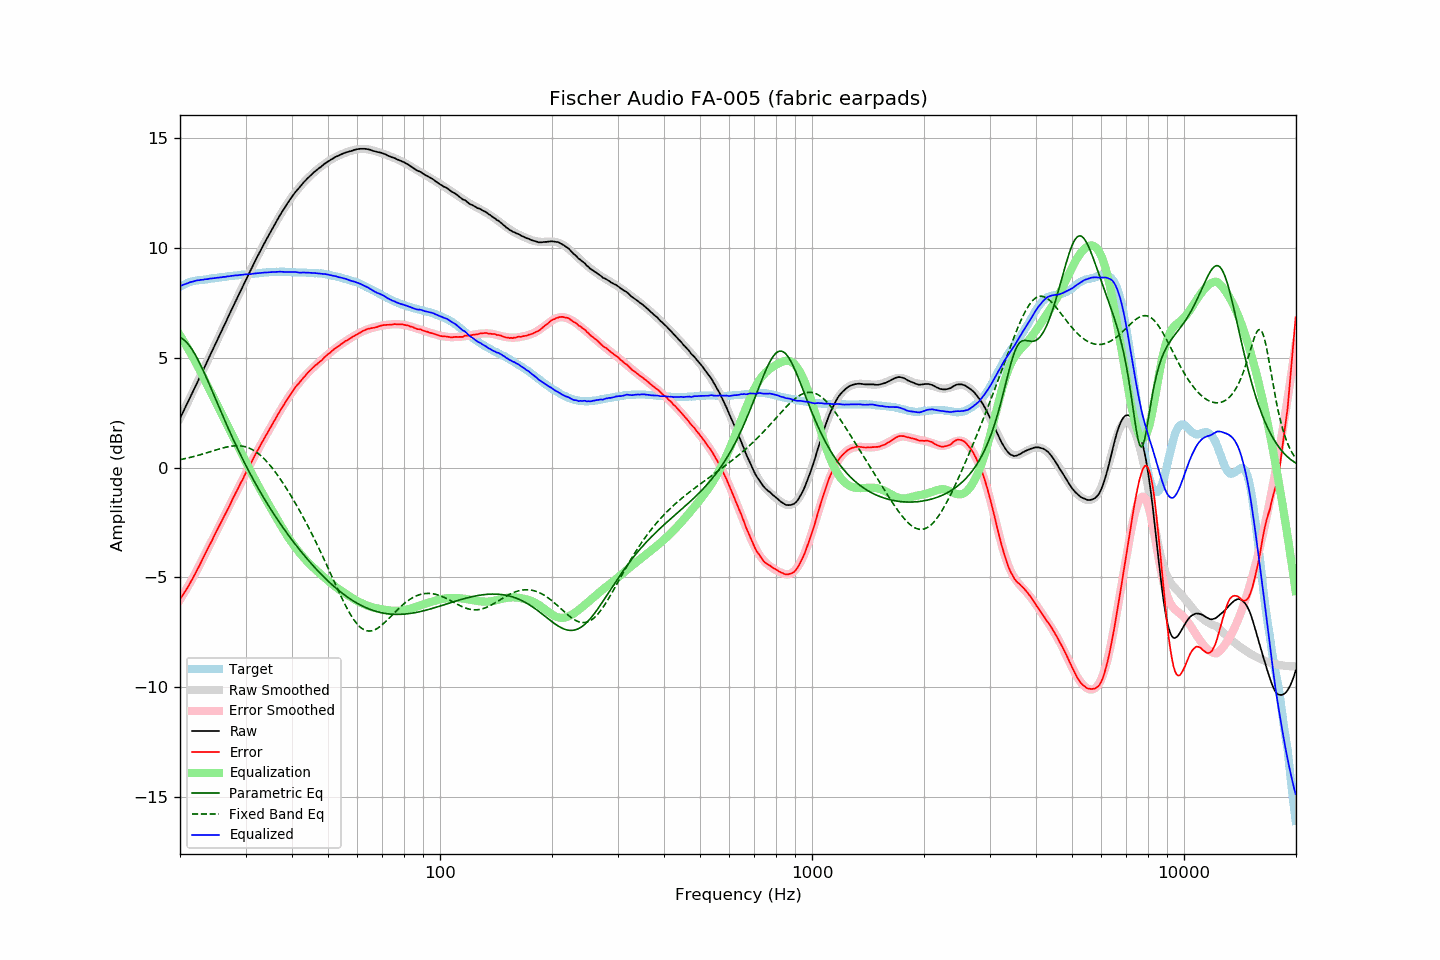 Fischer Audio FA-005 (fabric earpads)
15
10
5
0
−5
−10
−15
Amplitude (dBr)
Target
Raw Smoothed
Error Smoothed
Raw
Error
Equalization
Parametric Eq
Fixed Band Eq
Equalized
100
1000
10000
Frequency (Hz)